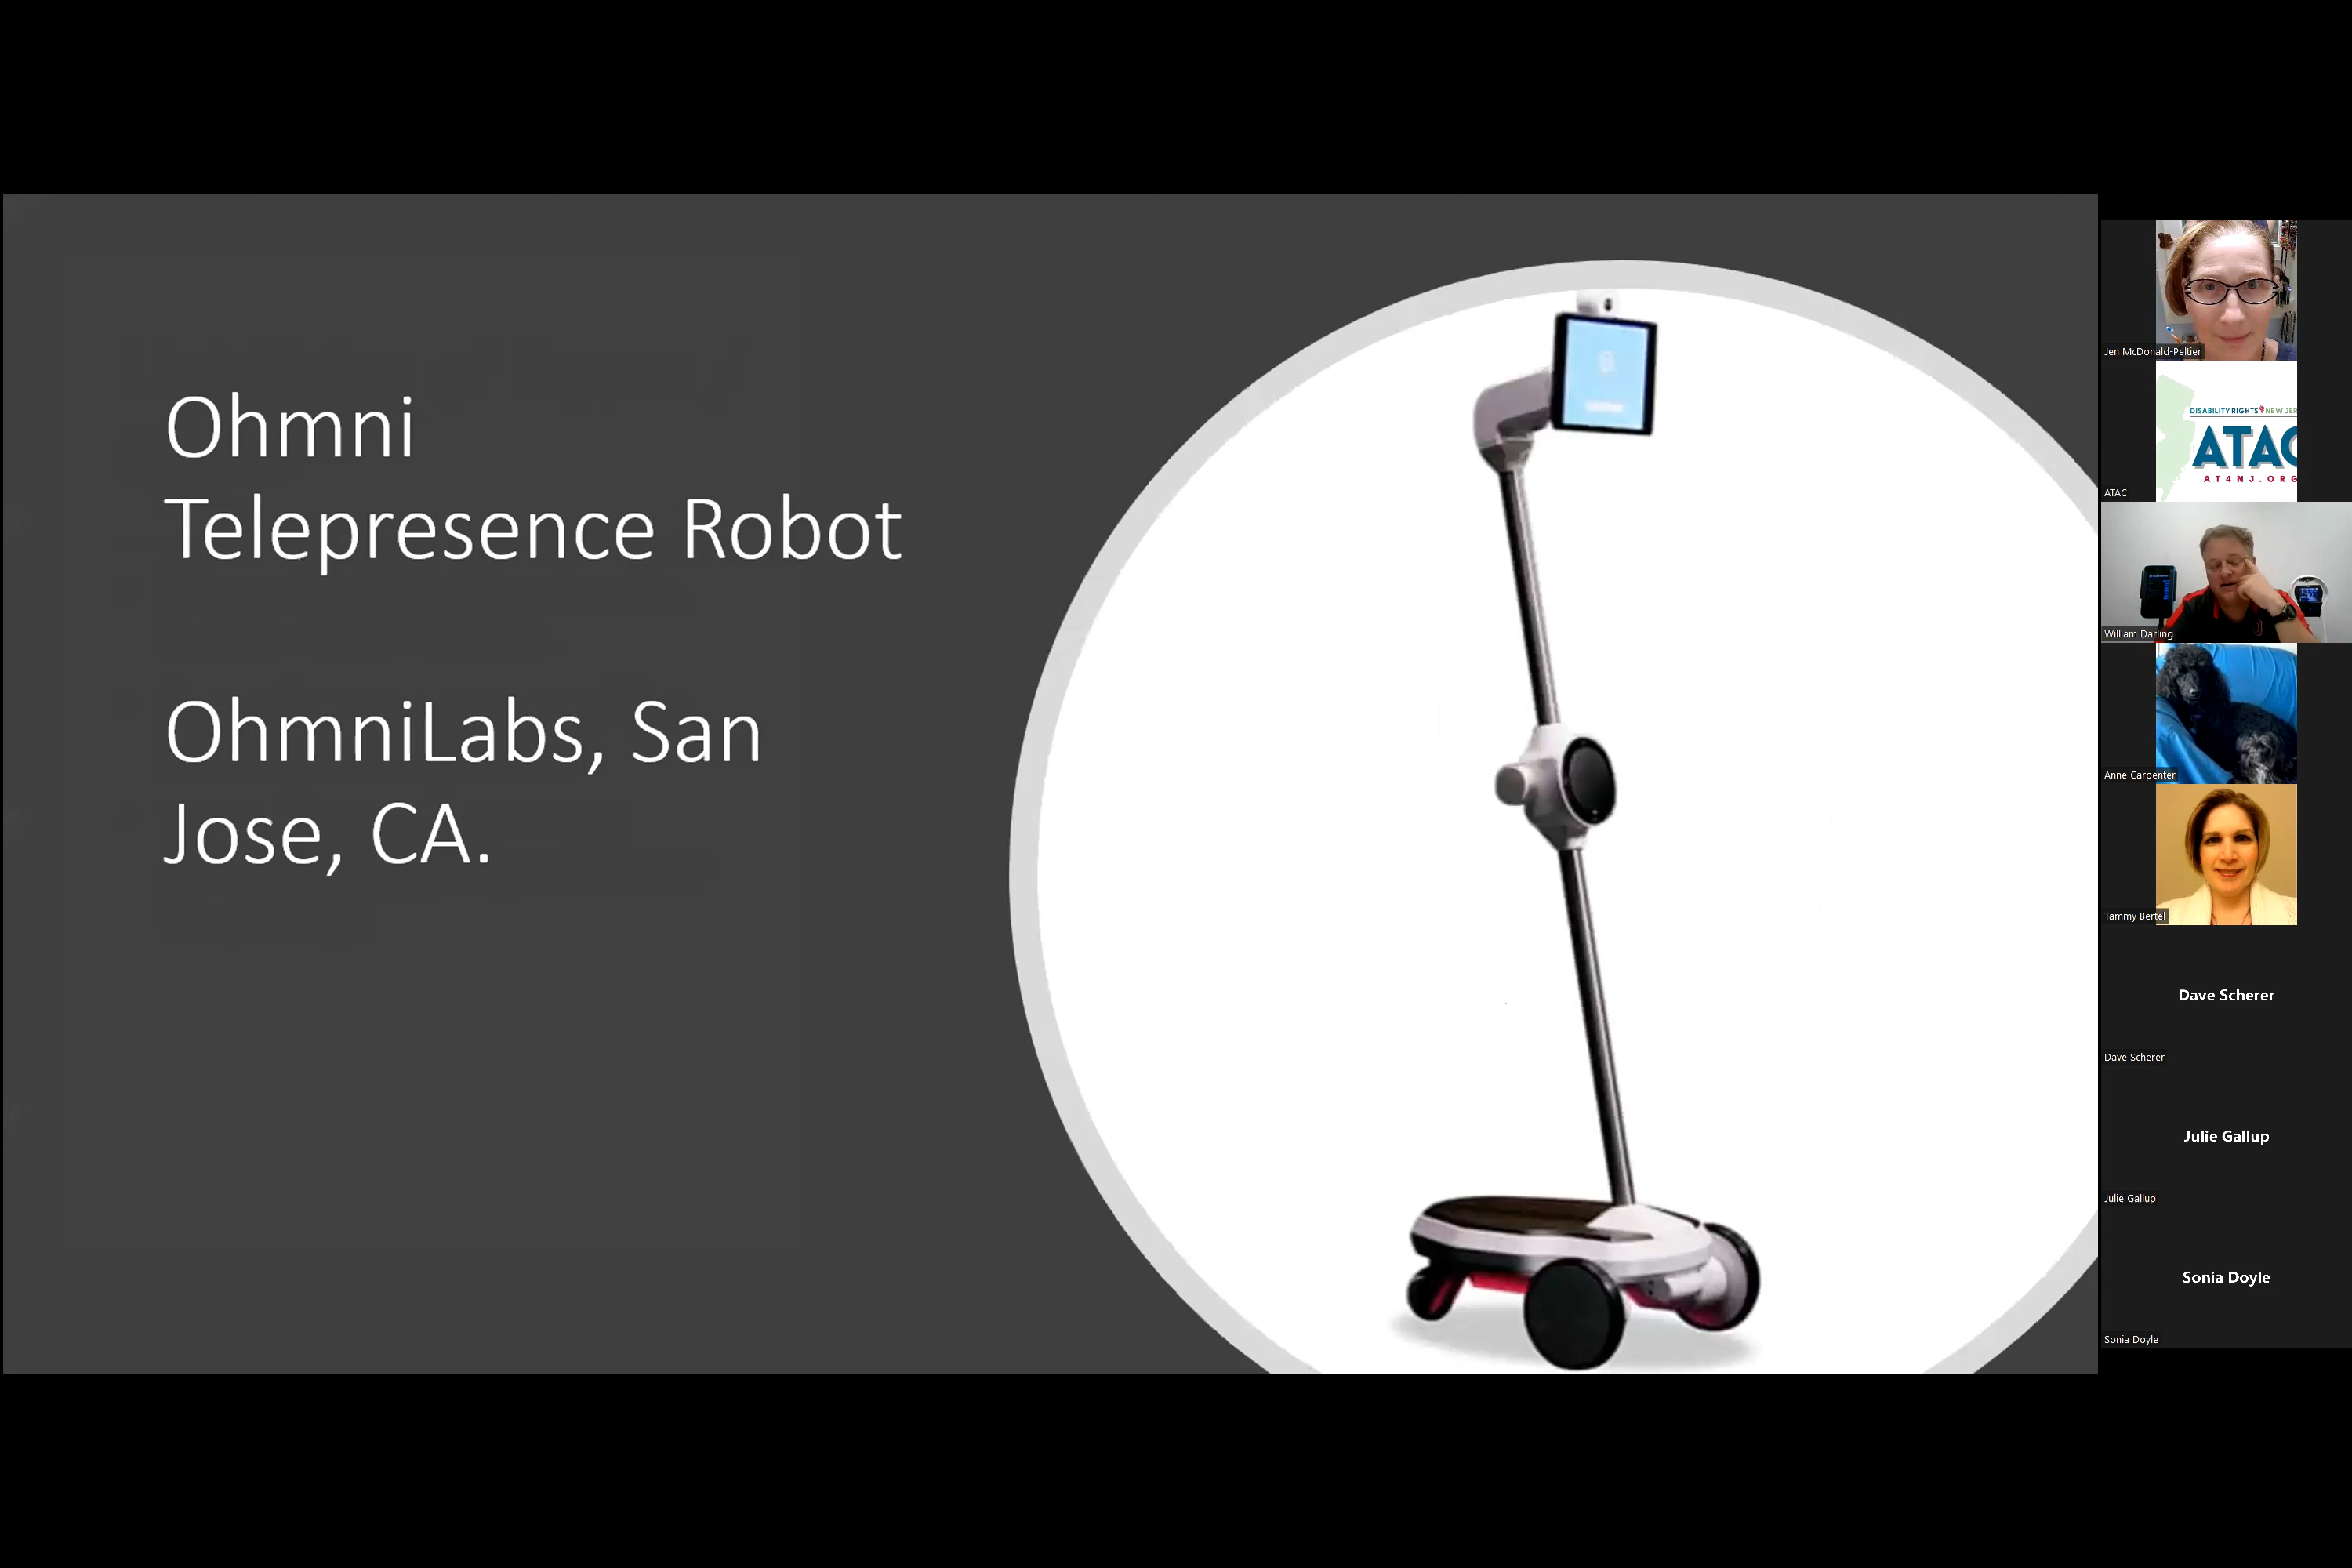 Ohmni
Telepresence Robot
OhmniLabs, San
Jose, CA.
Jen McDonald-Peltier
DISABILITY RIGHTS NEW JER
ATAC
AT4NJ.ORG
ATAC
William Darling
Anne Carpenter
Tammy Bertel
Dave Scherer
Dave Scherer
Julie Gallup
Julie Gallup
Sonia Doyle
Sonia Doyle